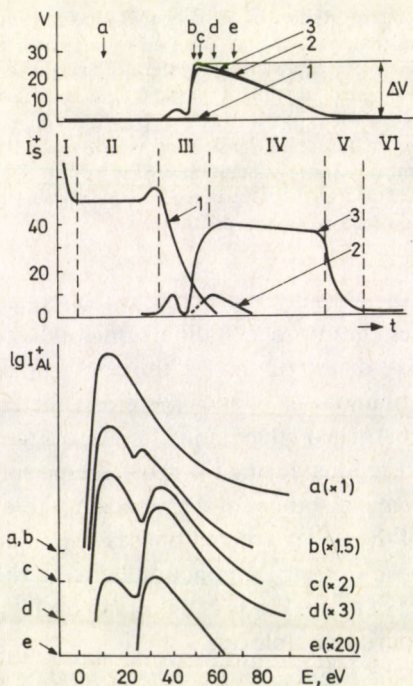 V
a
b
c
d
e
3
2
1
30
20
10
0
ΔV
I⁺S
I
II
III
IV
V
VI
1
3
2
40
20
0
t
lg I⁺Al
a (×1)
b (×1.5)
c (×2)
d (×3)
e (×20)
a,b
c
d
e
0 20 40 60 80 E, eV